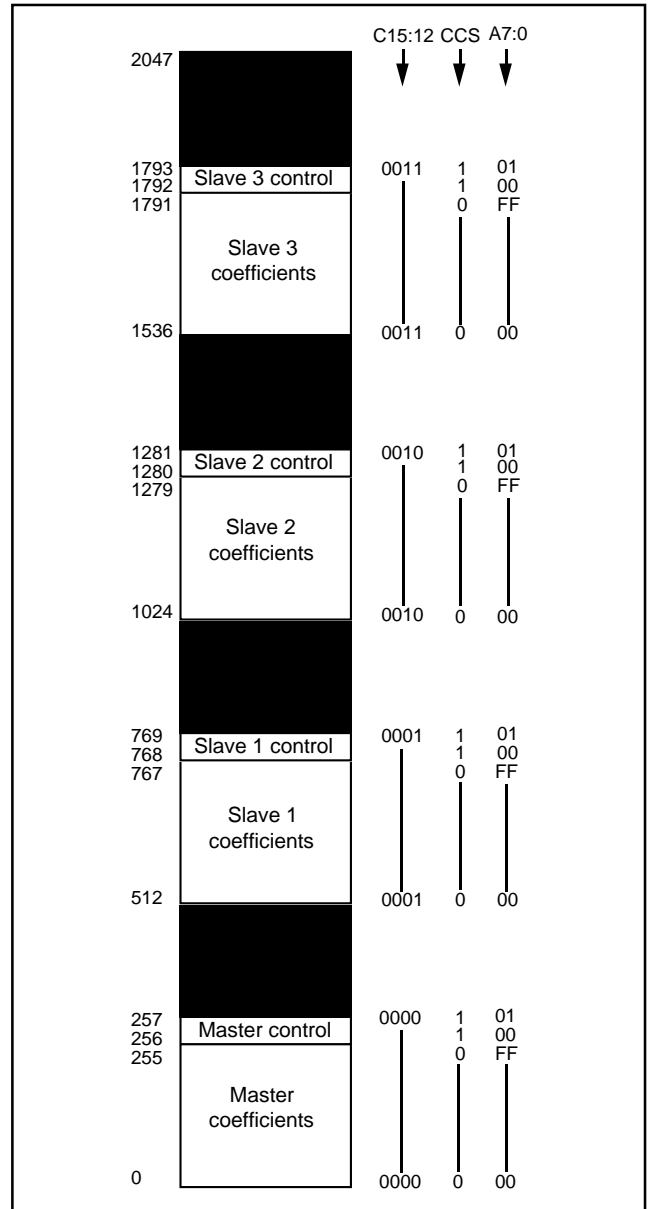 C15:12 CCS A7:0
2047
1793 Slave 3 control 0011 1 01
1792 1 00
1791 0 FF
Slave 3
coefficients
1536 0011 0 00
1281 Slave 2 control 0010 1 01
1280 1 00
1279 0 FF
Slave 2
coefficients
1024 0010 0 00
769 Slave 1 control 0001 1 01
768 1 00
767 0 FF
Slave 1
coefficients
512 0001 0 00
257 Master control 0000 1 01
256 1 00
255 0 FF
Master
coefficients
0 0000 0 00